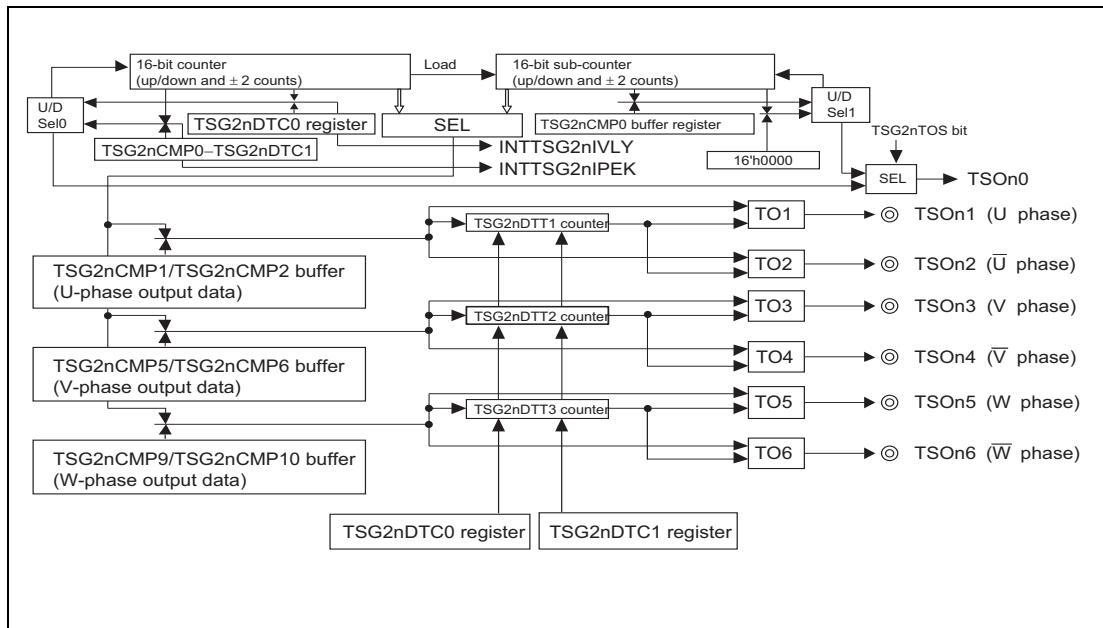 16-bit counter
(up/down and ± 2 counts)
Load
16-bit sub-counter
(up/down and ± 2 counts)
U/D
Sel0
U/D
Sel1
TSG2nDTC0 register
SEL
TSG2nCMP0 buffer register
TSG2nCMP0–TSG2nDTC1
INTTSG2nIVLY
16'h0000
TSG2nTOS bit
INTTSG2nIPEK
SEL
TSOn0
TSG2nDTT1 counter
TO1
TSOn1 (U phase)
TSG2nCMP1/TSG2nCMP2 buffer
(U-phase output data)
TO2
TSOn2 (U̅ phase)
TSG2nDTT2 counter
TO3
TSOn3 (V phase)
TSG2nCMP5/TSG2nCMP6 buffer
(V-phase output data)
TO4
TSOn4 (V̅ phase)
TSG2nDTT3 counter
TO5
TSOn5 (W phase)
TSG2nCMP9/TSG2nCMP10 buffer
(W-phase output data)
TO6
TSOn6 (W̅ phase)
TSG2nDTC0 register
TSG2nDTC1 register